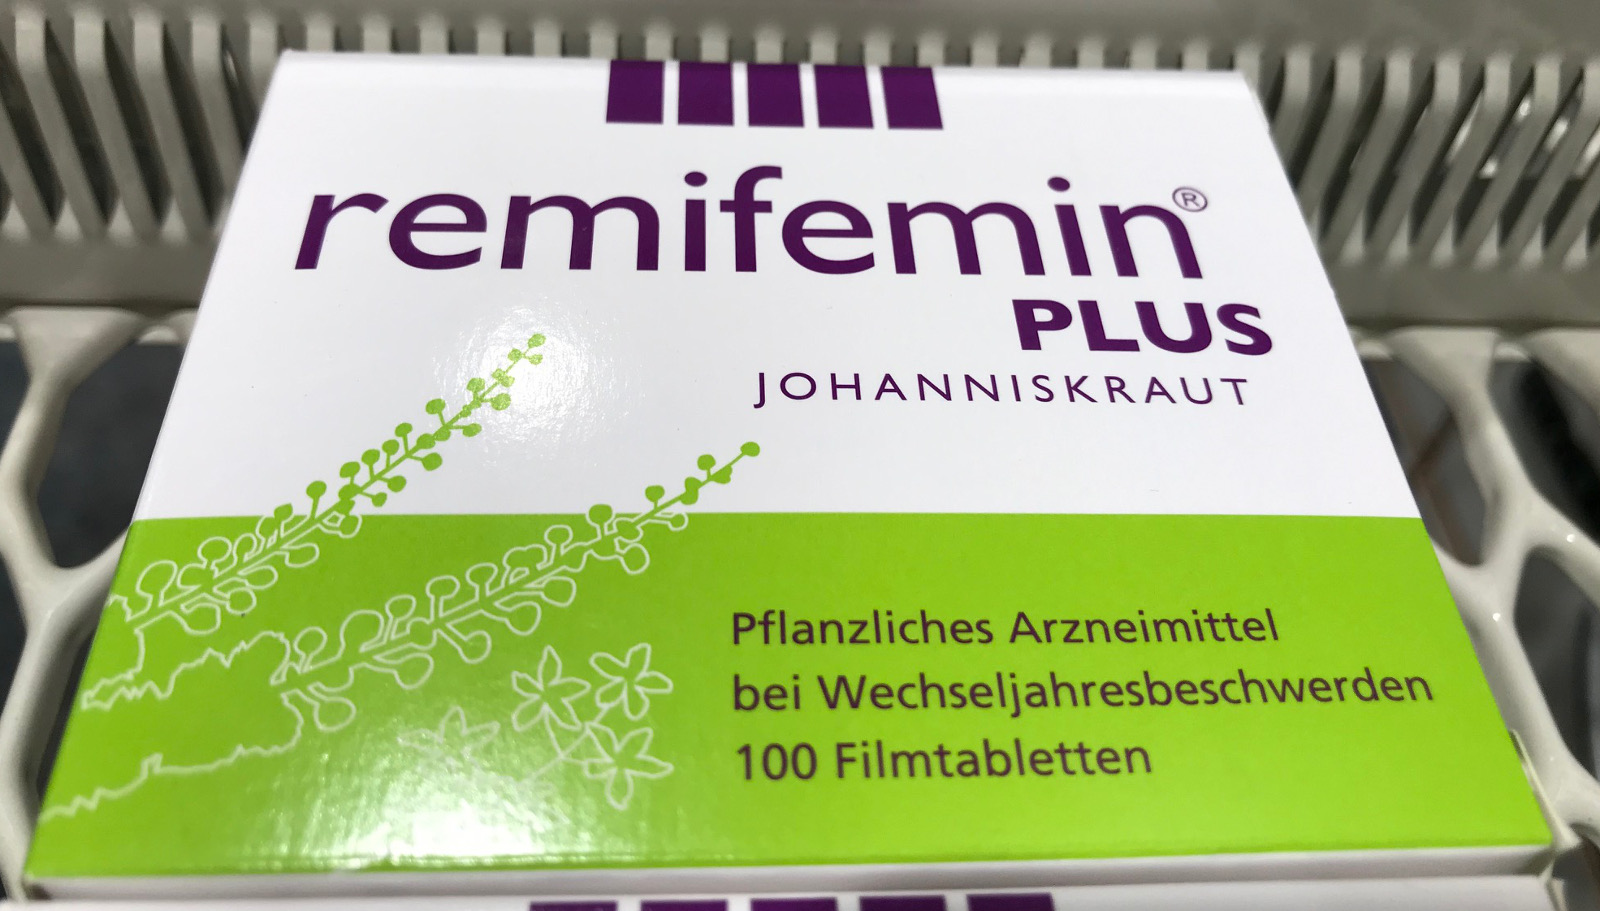 remifemin®
PLUS
JOHANNISKRAUT
Pflanzliches Arzneimittel
bei Wechseljahresbeschwerden
100 Filmtabletten